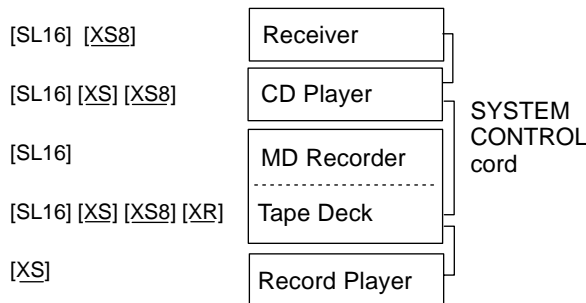 [SL16] [XS8] Receiver
[SL16] [XS] [XS8] CD Player
SYSTEM
CONTROL
cord
[SL16] MD Recorder
[SL16] [XS] [XS8] [XR] Tape Deck
[XS] Record Player